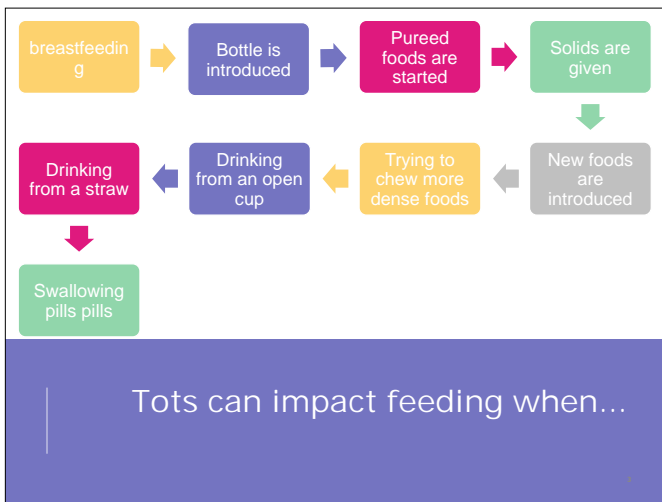 breastfeedin
g
Bottle is
introduced
Pureed
foods are
started
Solids are
given
New foods
are
introduced
Trying to
chew more
dense foods
Drinking
from an open
cup
Drinking
from a straw
Swallowing
pills pills
Tots can impact feeding when...